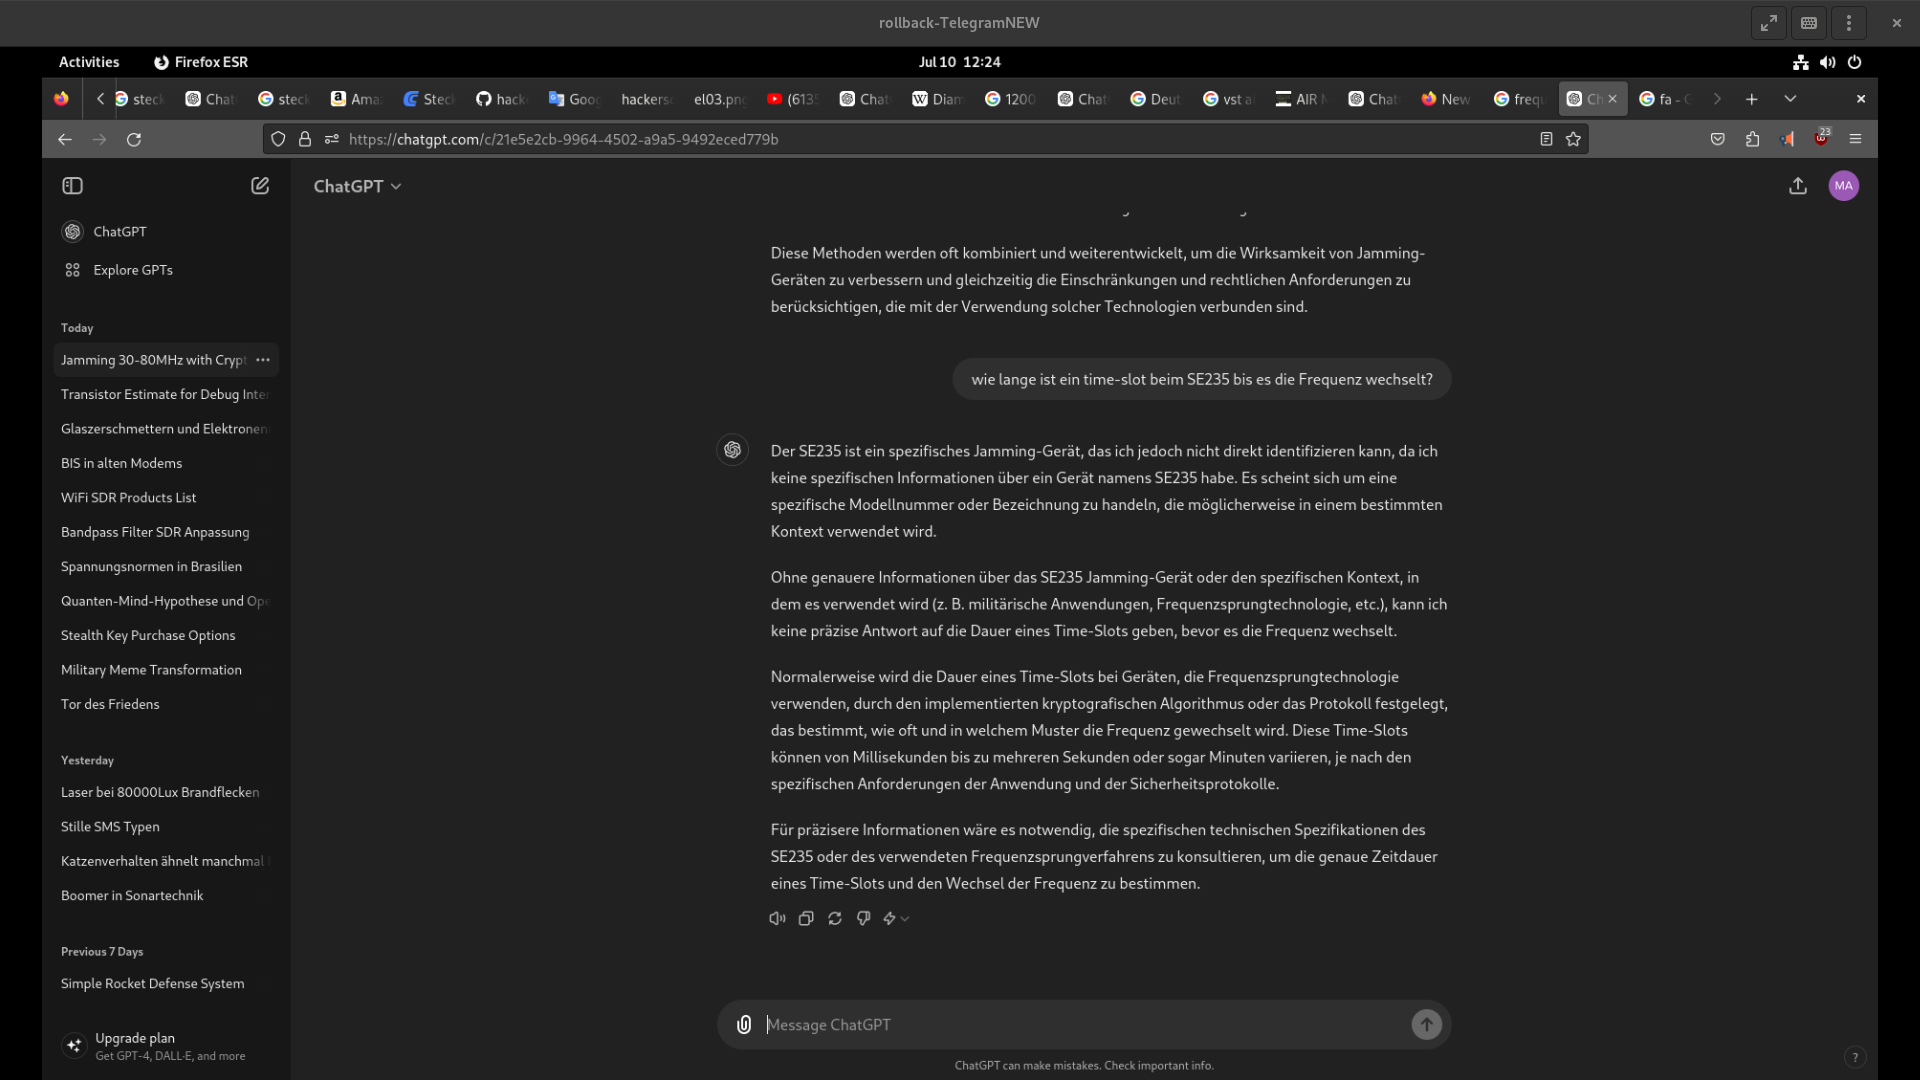 rollback-TelegramNEW
Activities
Firefox ESR
Jul 10 12:24
steck
Chat
steck
Ama
Steck
hack
Goo
hackers
el03.png
(613
Chat
Diam
1200
Chat
Deut
vst a
AIR
Chat
New
frequ
Ch
fa - G
https://chatgpt.com/c/21e5e2cb-9964-4502-a9a5-9492eced779b
23
ChatGPT
MA
ChatGPT
Explore GPTs
Today
Jamming 30-80MHz with Crypt
Transistor Estimate for Debug Inter
Glaszerschmettern und Elektronen
BIS in alten Modems
WiFi SDR Products List
Bandpass Filter SDR Anpassung
Spannungsnormen in Brasilien
Quanten-Mind-Hypothese und Ope
Stealth Key Purchase Options
Military Meme Transformation
Tor des Friedens
Yesterday
Laser bei 80000Lux Brandflecken
Stille SMS Typen
Katzenverhalten ähnelt manchmal
Boomer in Sonartechnik
Previous 7 Days
Simple Rocket Defense System
Upgrade plan
Get GPT-4, DALL·E, and more
Diese Methoden werden oft kombiniert und weiterentwickelt, um die Wirksamkeit von Jamming-
Geräten zu verbessern und gleichzeitig die Einschränkungen und rechtlichen Anforderungen zu
berücksichtigen, die mit der Verwendung solcher Technologien verbunden sind.
wie lange ist ein time-slot beim SE235 bis es die Frequenz wechselt?
Der SE235 ist ein spezifisches Jamming-Gerät, das ich jedoch nicht direkt identifizieren kann, da ich
keine spezifischen Informationen über ein Gerät namens SE235 habe. Es scheint sich um eine
spezifische Modellnummer oder Bezeichnung zu handeln, die möglicherweise in einem bestimmten
Kontext verwendet wird.
Ohne genauere Informationen über das SE235 Jamming-Gerät oder den spezifischen Kontext, in
dem es verwendet wird (z. B. militärische Anwendungen, Frequenzsprungtechnologie, etc.), kann ich
keine präzise Antwort auf die Dauer eines Time-Slots geben, bevor es die Frequenz wechselt.
Normalerweise wird die Dauer eines Time-Slots bei Geräten, die Frequenzsprungtechnologie
verwenden, durch den implementierten kryptografischen Algorithmus oder das Protokoll festgelegt,
das bestimmt, wie oft und in welchem Muster die Frequenz gewechselt wird. Diese Time-Slots
können von Millisekunden bis zu mehreren Sekunden oder sogar Minuten variieren, je nach den
spezifischen Anforderungen der Anwendung und der Sicherheitsprotokolle.
Für präzisere Informationen wäre es notwendig, die spezifischen technischen Spezifikationen des
SE235 oder des verwendeten Frequenzsprungverfahrens zu konsultieren, um die genaue Zeitdauer
eines Time-Slots und den Wechsel der Frequenz zu bestimmen.
Message ChatGPT
ChatGPT can make mistakes. Check important info.
?